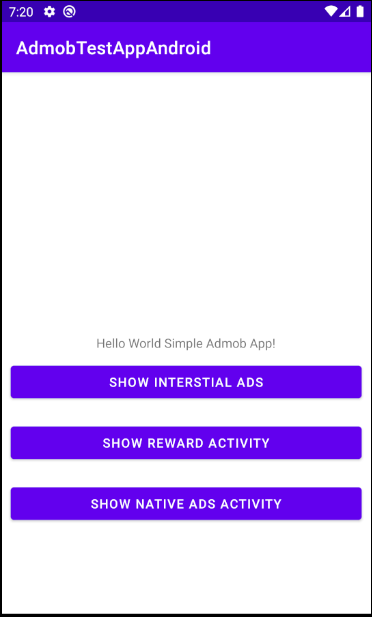 7:20
AdmobTestAppAndroid
Hello World Simple Admob App!
SHOW INTERSTIAL ADS
SHOW REWARD ACTIVITY
SHOW NATIVE ADS ACTIVITY